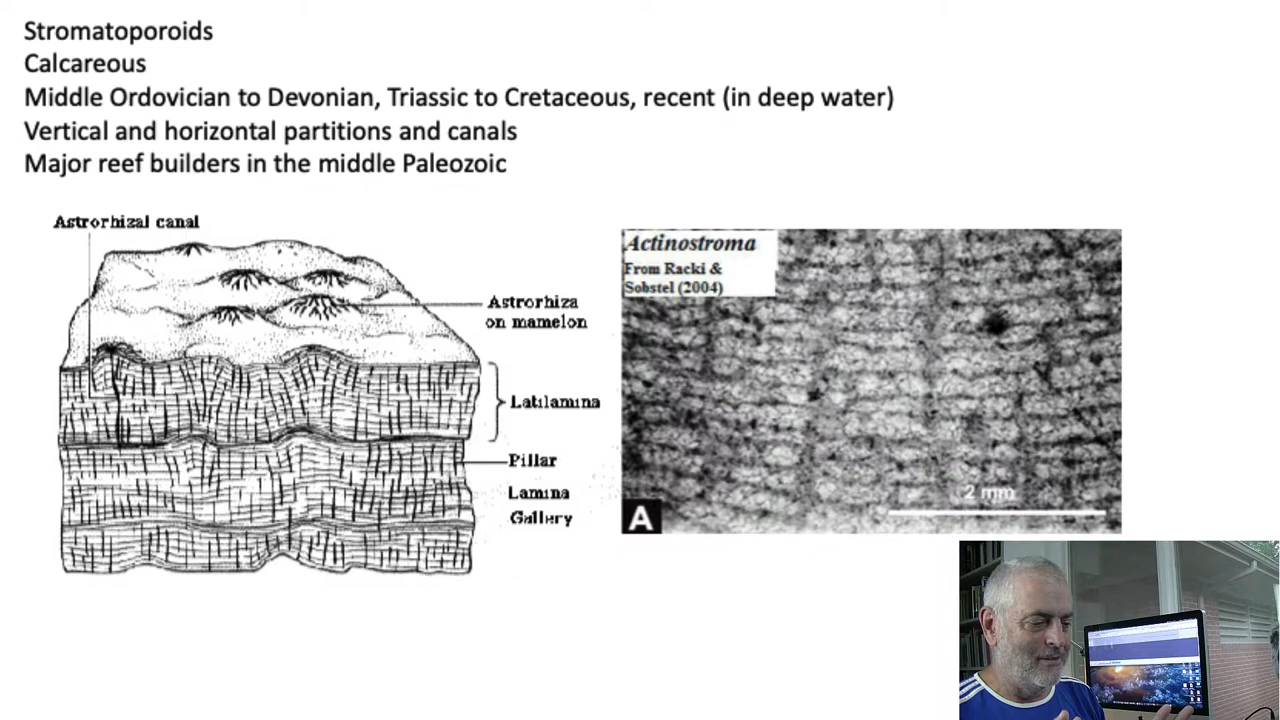 Stromatoporoids
Calcareous
Middle Ordovician to Devonian, Triassic to Cretaceous, recent (in deep water)
Vertical and horizontal partitions and canals
Major reef builders in the middle Paleozoic
Astrorhizal canal
Astrorhiza
on mamelon
Latilamina
Pillar
Lamina
Gallery
Actinostroma
From Racki &
Sobstel (2004)
2 mm
A